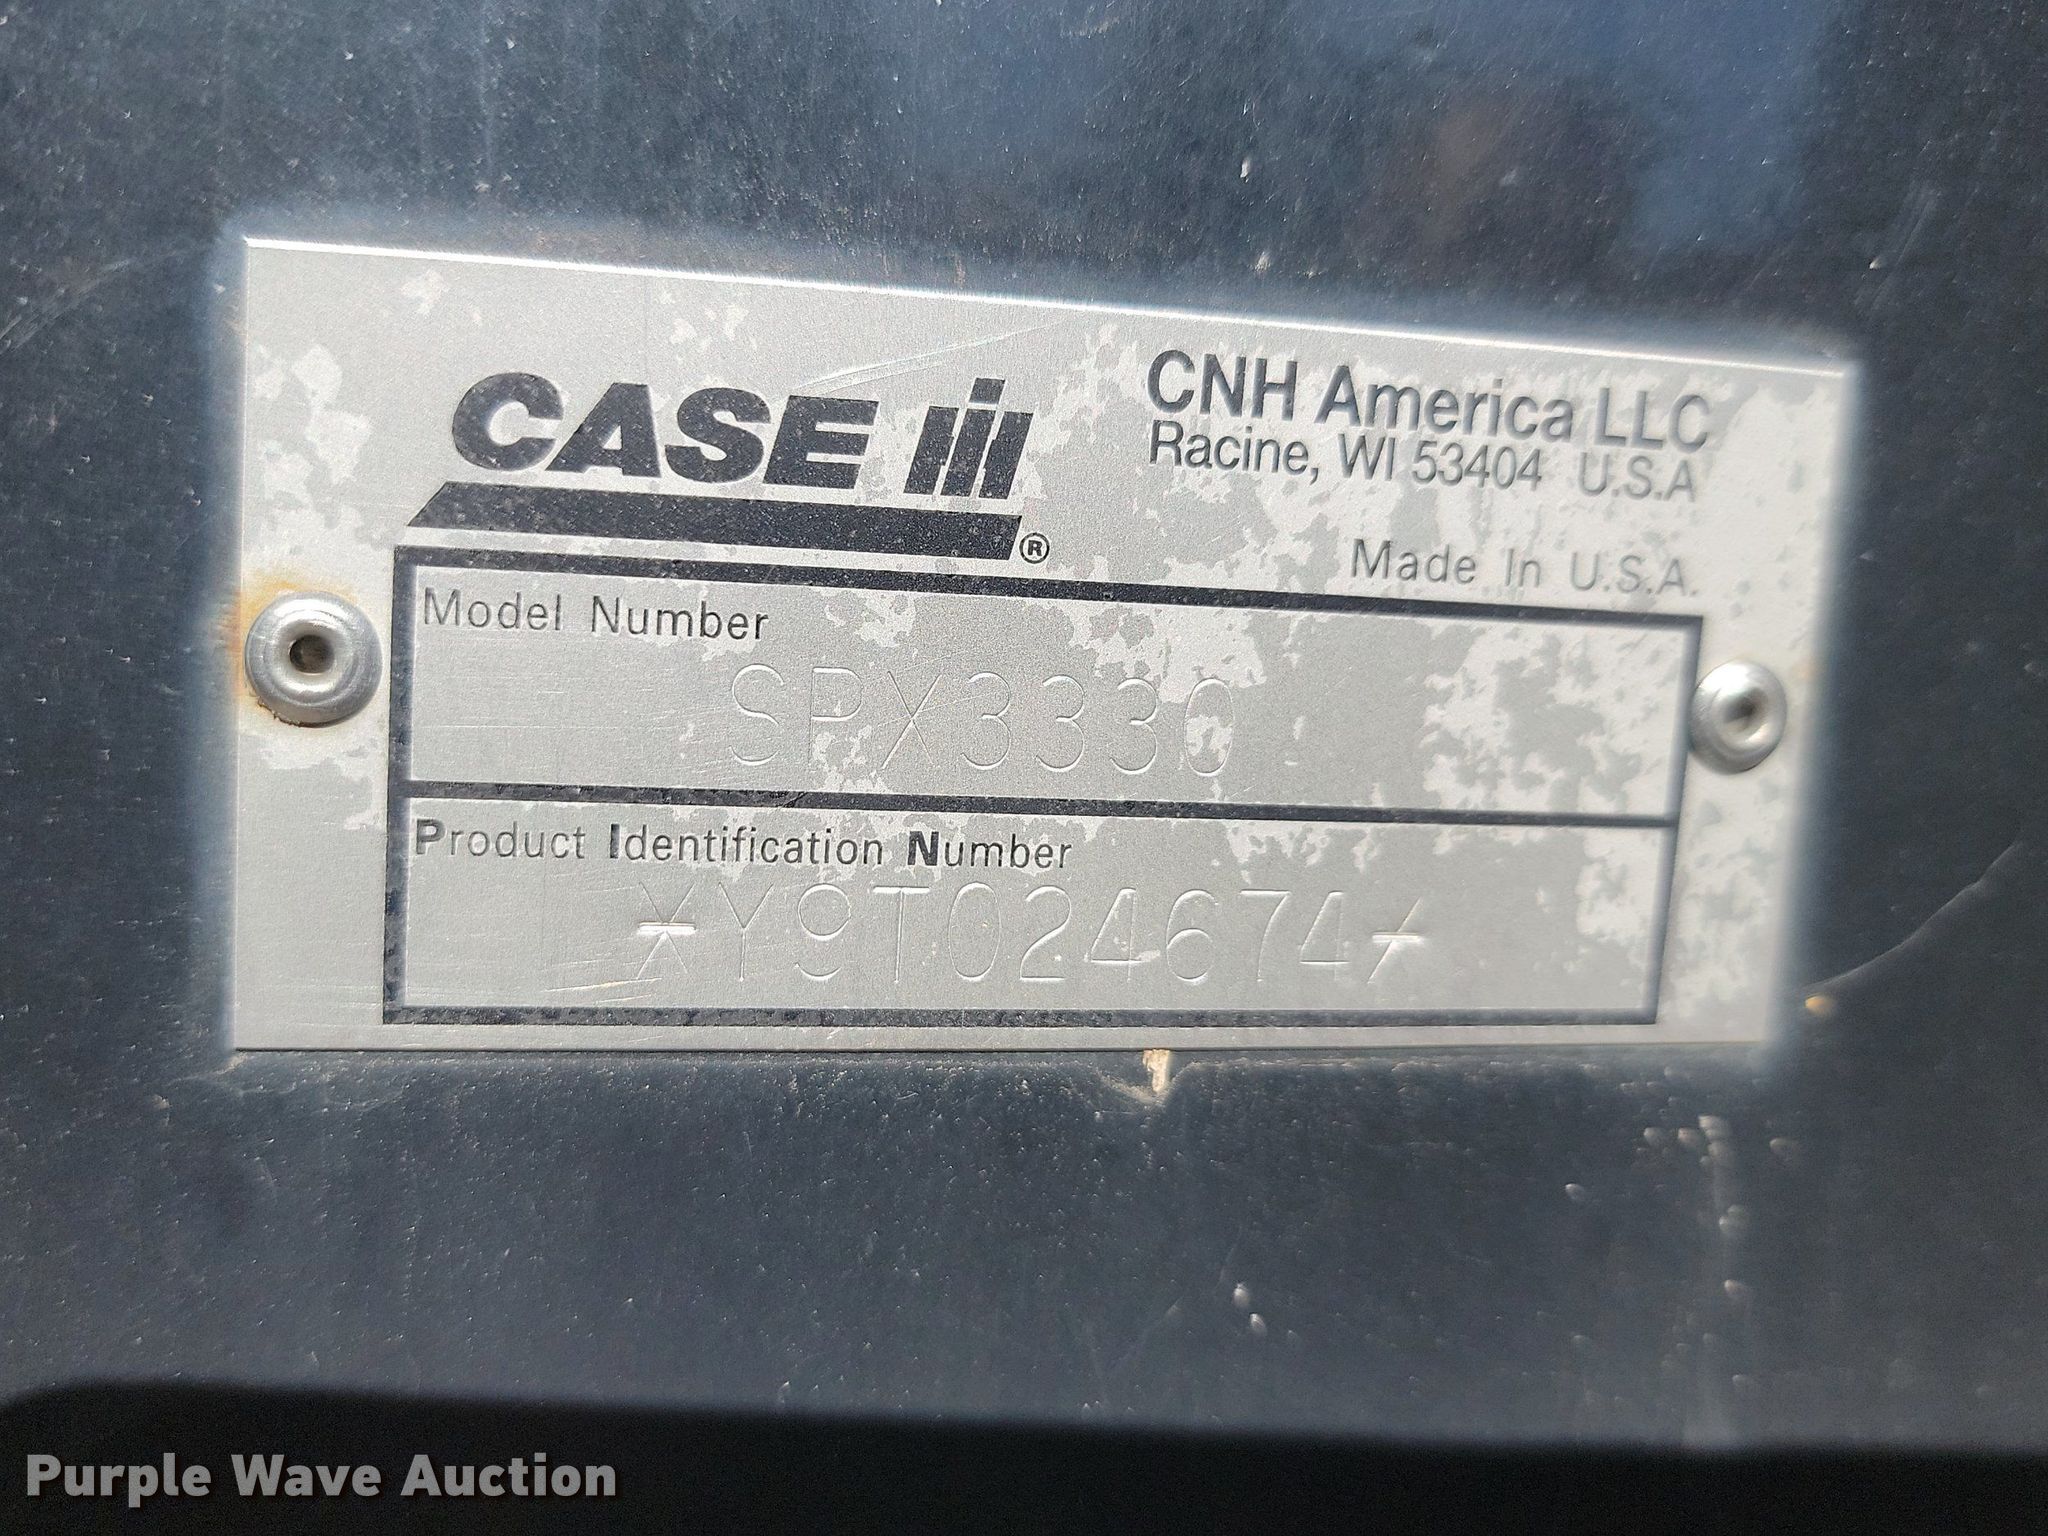 CASE IH ®
CNH America LLC
Racine, WI 53404 U.S.A
Made In U.S.A.
Model Number
SPX3330
Product Identification Number
*Y9T024674*
Purple Wave Auction